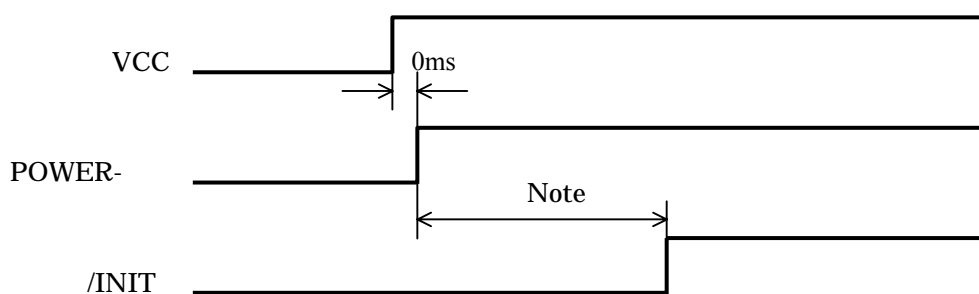 VCC
0ms
POWER-
Note
/INIT